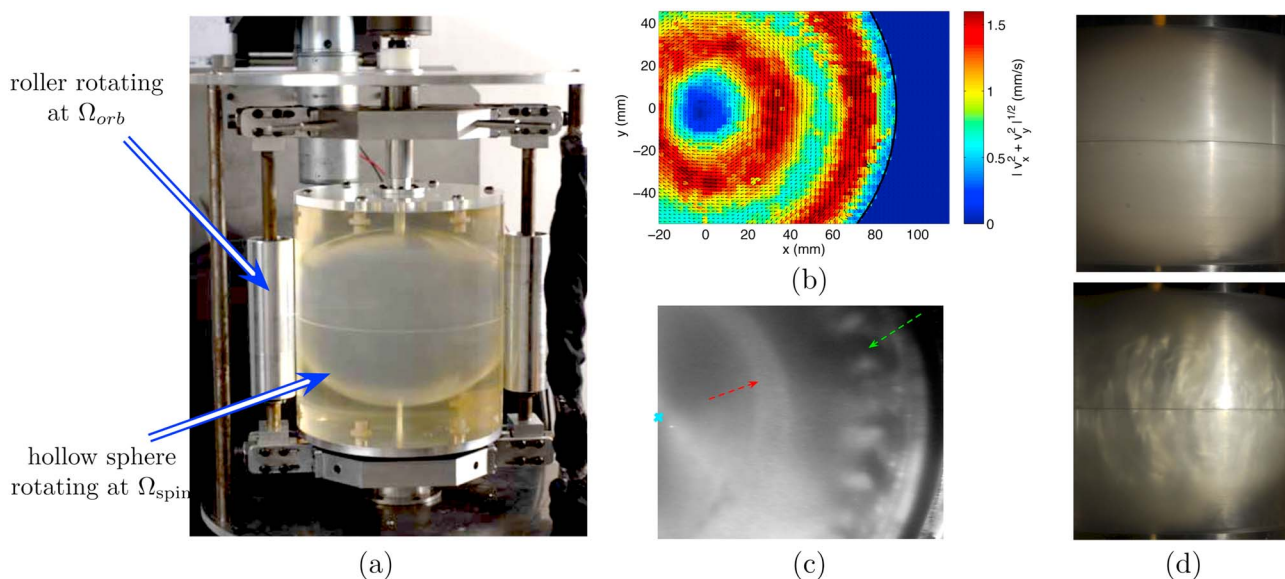 roller rotating
at Ω_orb
hollow sphere
rotating at Ω_spin
(a)
40
20
0
−20
−40
y (mm)
−20 0 20 40 60 80 100
x (mm)
1.5
1
0.5
0
| v_x^2 + v_y^2 |^1/2 (mm/s)
(b)
(c)
(d)